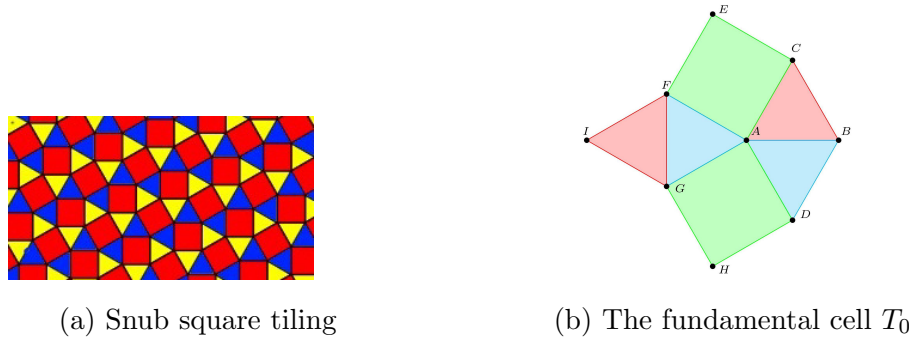 E
C
F
I
A
B
G
D
H
(a) Snub square tiling
(b) The fundamental cell T₀